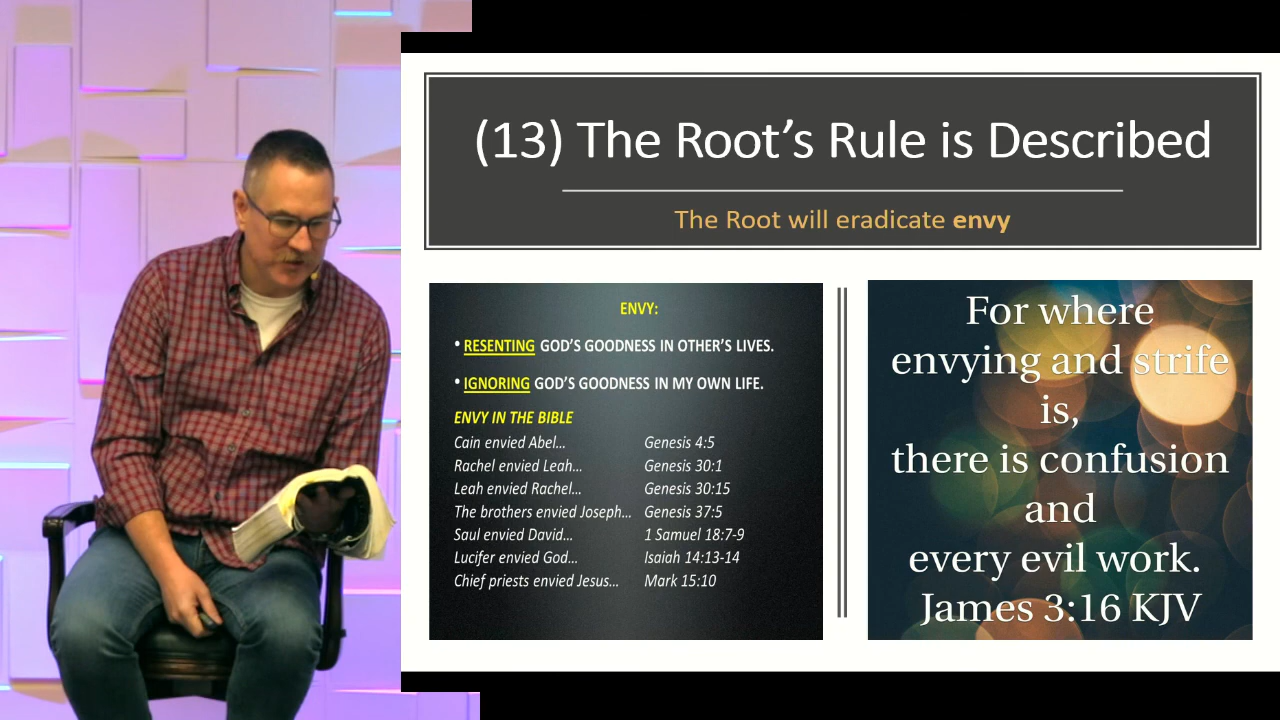 (13) The Root's Rule is Described
The Root will eradicate envy
ENVY:
• RESENTING GOD'S GOODNESS IN OTHER'S LIVES.
• IGNORING GOD'S GOODNESS IN MY OWN LIFE.
ENVY IN THE BIBLE
Cain envied Abel... Genesis 4:5
Rachel envied Leah... Genesis 30:1
Leah envied Rachel... Genesis 30:15
The brothers envied Joseph... Genesis 37:5
Saul envied David... 1 Samuel 18:7-9
Lucifer envied God... Isaiah 14:13-14
Chief priests envied Jesus... Mark 15:10
For where
envying and strife
is,
there is confusion
and
every evil work.
James 3:16 KJV